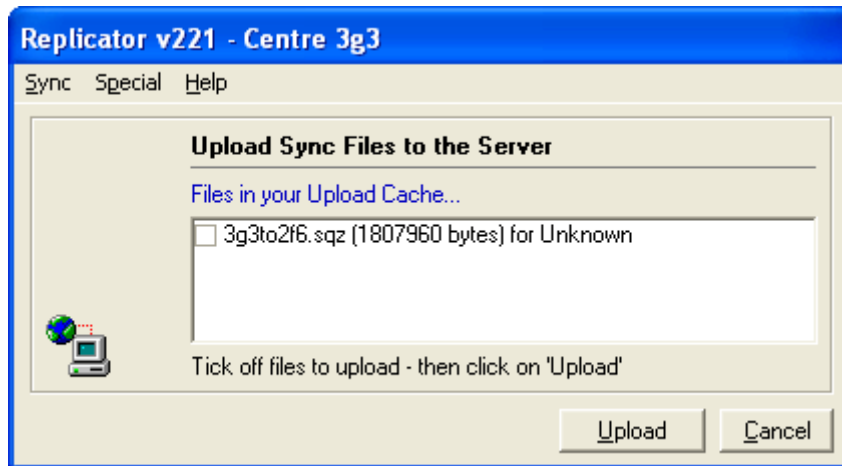 Replicator v221 - Centre 3g3
Sync Special Help
Upload Sync Files to the Server
Files in your Upload Cache...
3g3to2f6.sqz (1807960 bytes) for Unknown
Tick off files to upload - then click on 'Upload'
Upload Cancel